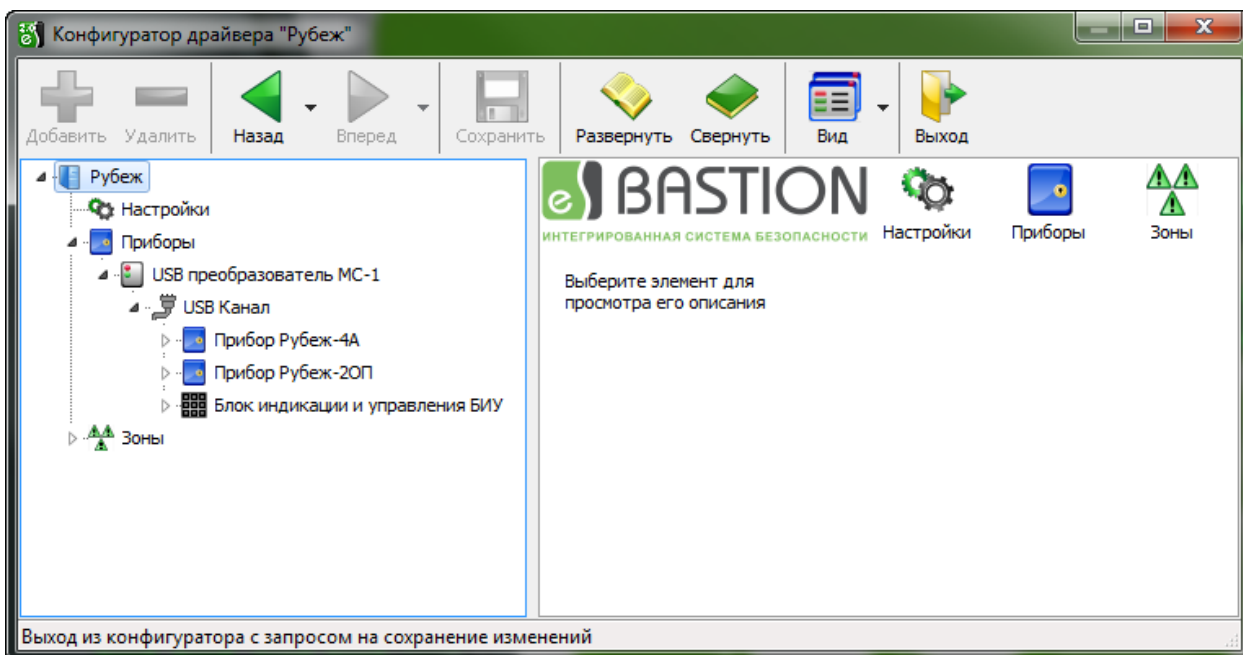 Конфигуратор драйвера "Рубеж"
Добавить Удалить Назад Вперед Сохранить Развернуть Свернуть Вид Выход
Рубеж
Настройки
Приборы
USB преобразователь МС-1
USB Канал
Прибор Рубеж-4А
Прибор Рубеж-2ОП
Блок индикации и управления БИУ
Зоны
eS BASTION
ИНТЕГРИРОВАННАЯ СИСТЕМА БЕЗОПАСНОСТИ
Настройки Приборы Зоны
Выберите элемент для
просмотра его описания
Выход из конфигуратора с запросом на сохранение изменений